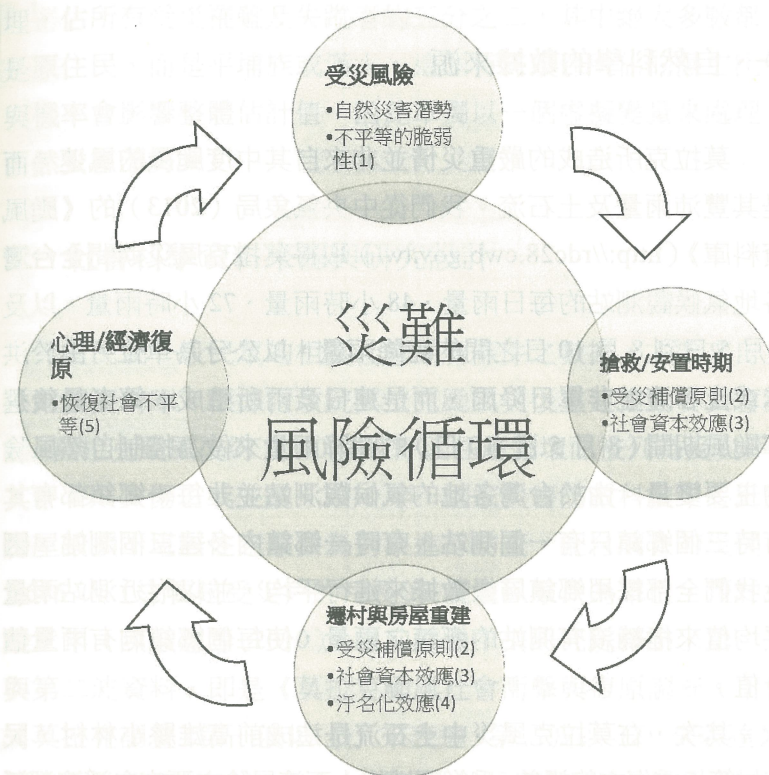 受災風險
•自然災害潛勢
•不平等的脆弱
性(1)
災難
風險循環
搶救/安置時期
•受災補償原則(2)
•社會資本效應(3)
遷村與房屋重建
•受災補償原則(2)
•社會資本效應(3)
•汙名化效應(4)
心理/經濟復
原
•恢復社會不平
等(5)